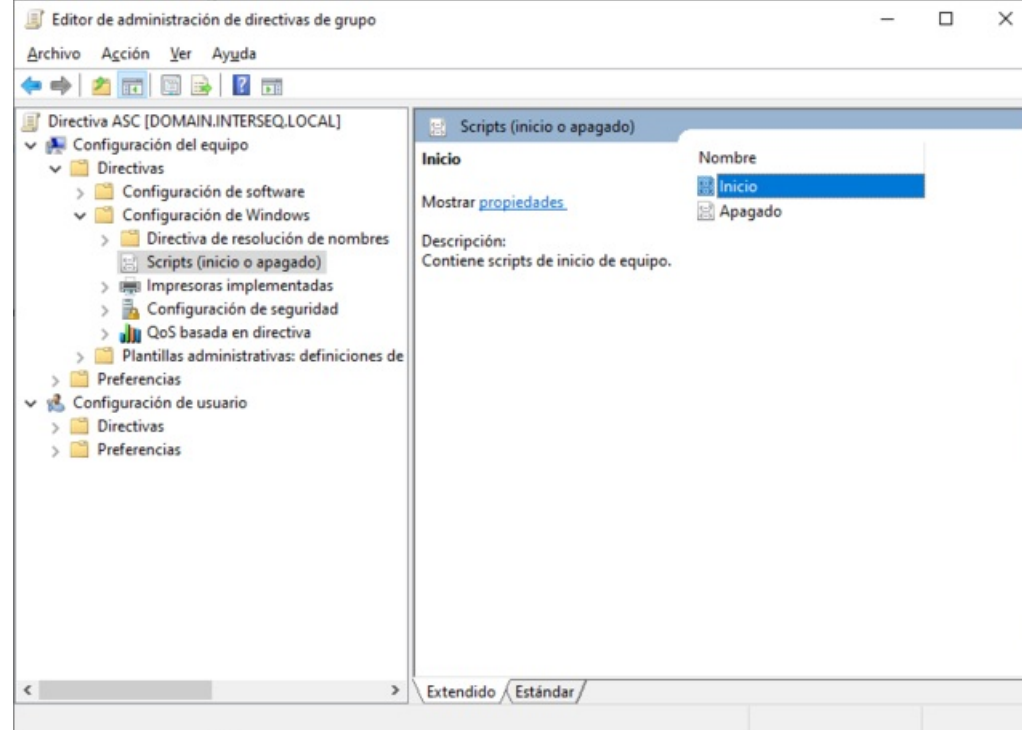 Editor de administración de directivas de grupo
Archivo Acción Ver Ayuda
Directiva ASC [DOMAIN.INTERSEQ.LOCAL]
Configuración del equipo
Directivas
Configuración de software
Configuración de Windows
Directiva de resolución de nombres
Scripts (inicio o apagado)
Impresoras implementadas
Configuración de seguridad
QoS basada en directiva
Plantillas administrativas: definiciones de
Preferencias
Configuración de usuario
Directivas
Preferencias
Scripts (inicio o apagado)
Inicio
Mostrar propiedades
Descripción:
Contiene scripts de inicio de equipo.
Nombre
Inicio
Apagado
Extendido Estándar